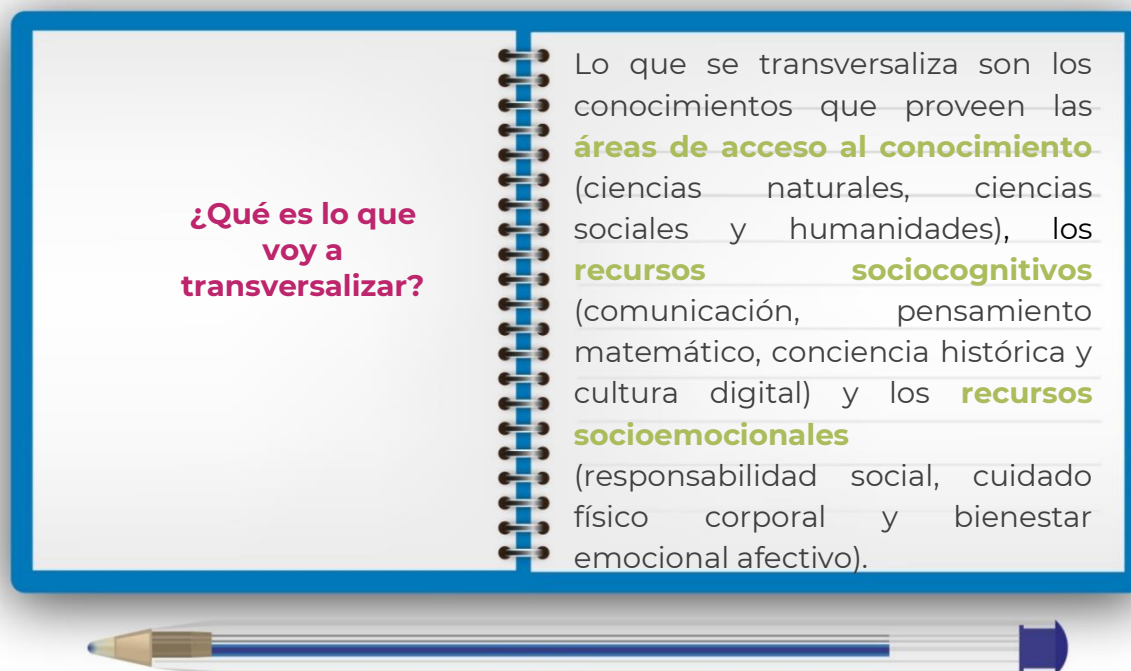 ¿Qué es lo que
voy a
transversalizar?
Lo que se transversaliza son los
conocimientos que proveen las
áreas de acceso al conocimiento
(ciencias naturales, ciencias
sociales y humanidades), los
recursos sociocognitivos
(comunicación, pensamiento
matemático, conciencia histórica y
cultura digital) y los recursos
socioemocionales
(responsabilidad social, cuidado
físico corporal y bienestar
emocional afectivo).